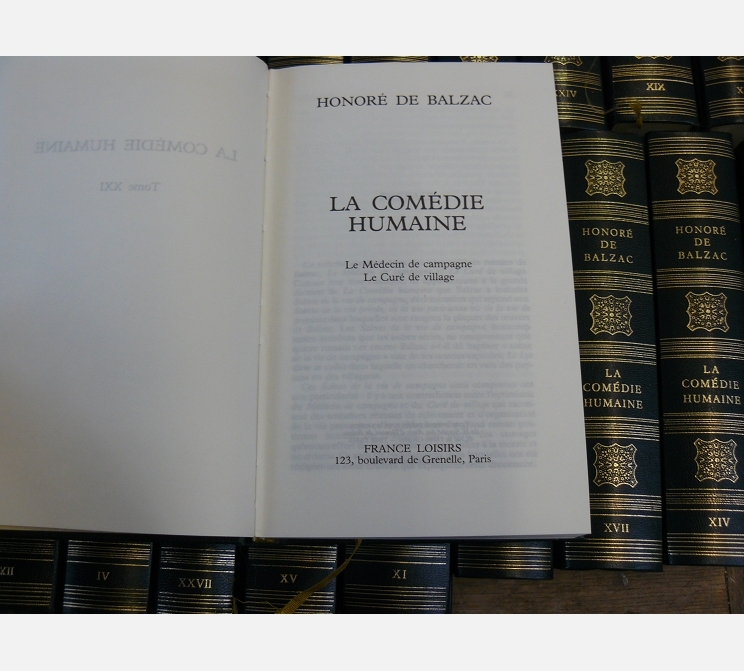 LA COMÉDIE HUMAINE
Tome XXI
HONORÉ DE BALZAC
LA COMÉDIE
HUMAINE
Le Médecin de campagne
Le Curé de village
FRANCE LOISIRS
123, boulevard de Grenelle, Paris
XXIV
XIX
HONORÉ
DE
BALZAC
LA
COMÉDIE
HUMAINE
XVII
HONORÉ
DE
BALZAC
LA
COMÉDIE
HUMAINE
XIV
IV
XXVII
XV
XI